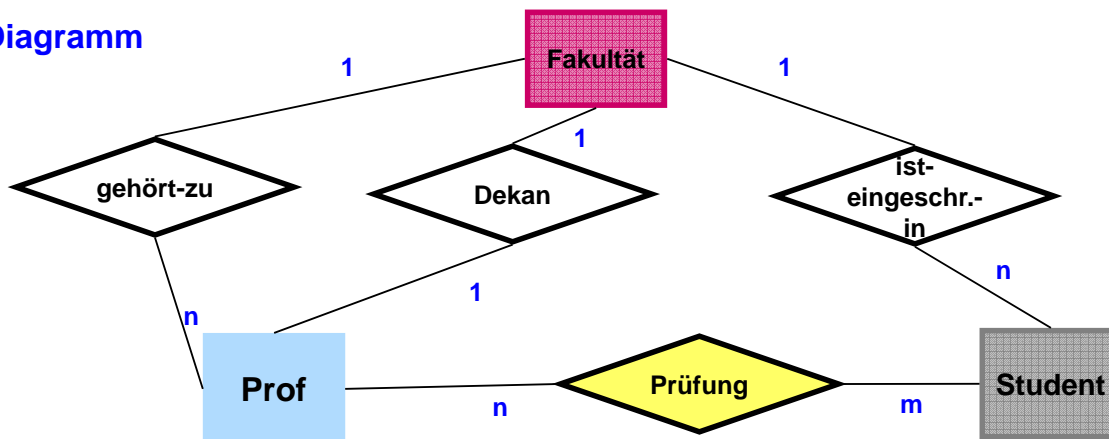 Diagramm
Fakultät
1
1
1
gehört-zu
Dekan
ist-
eingeschr.-
in
n
1
n
Prof
n
Prüfung
m
Student